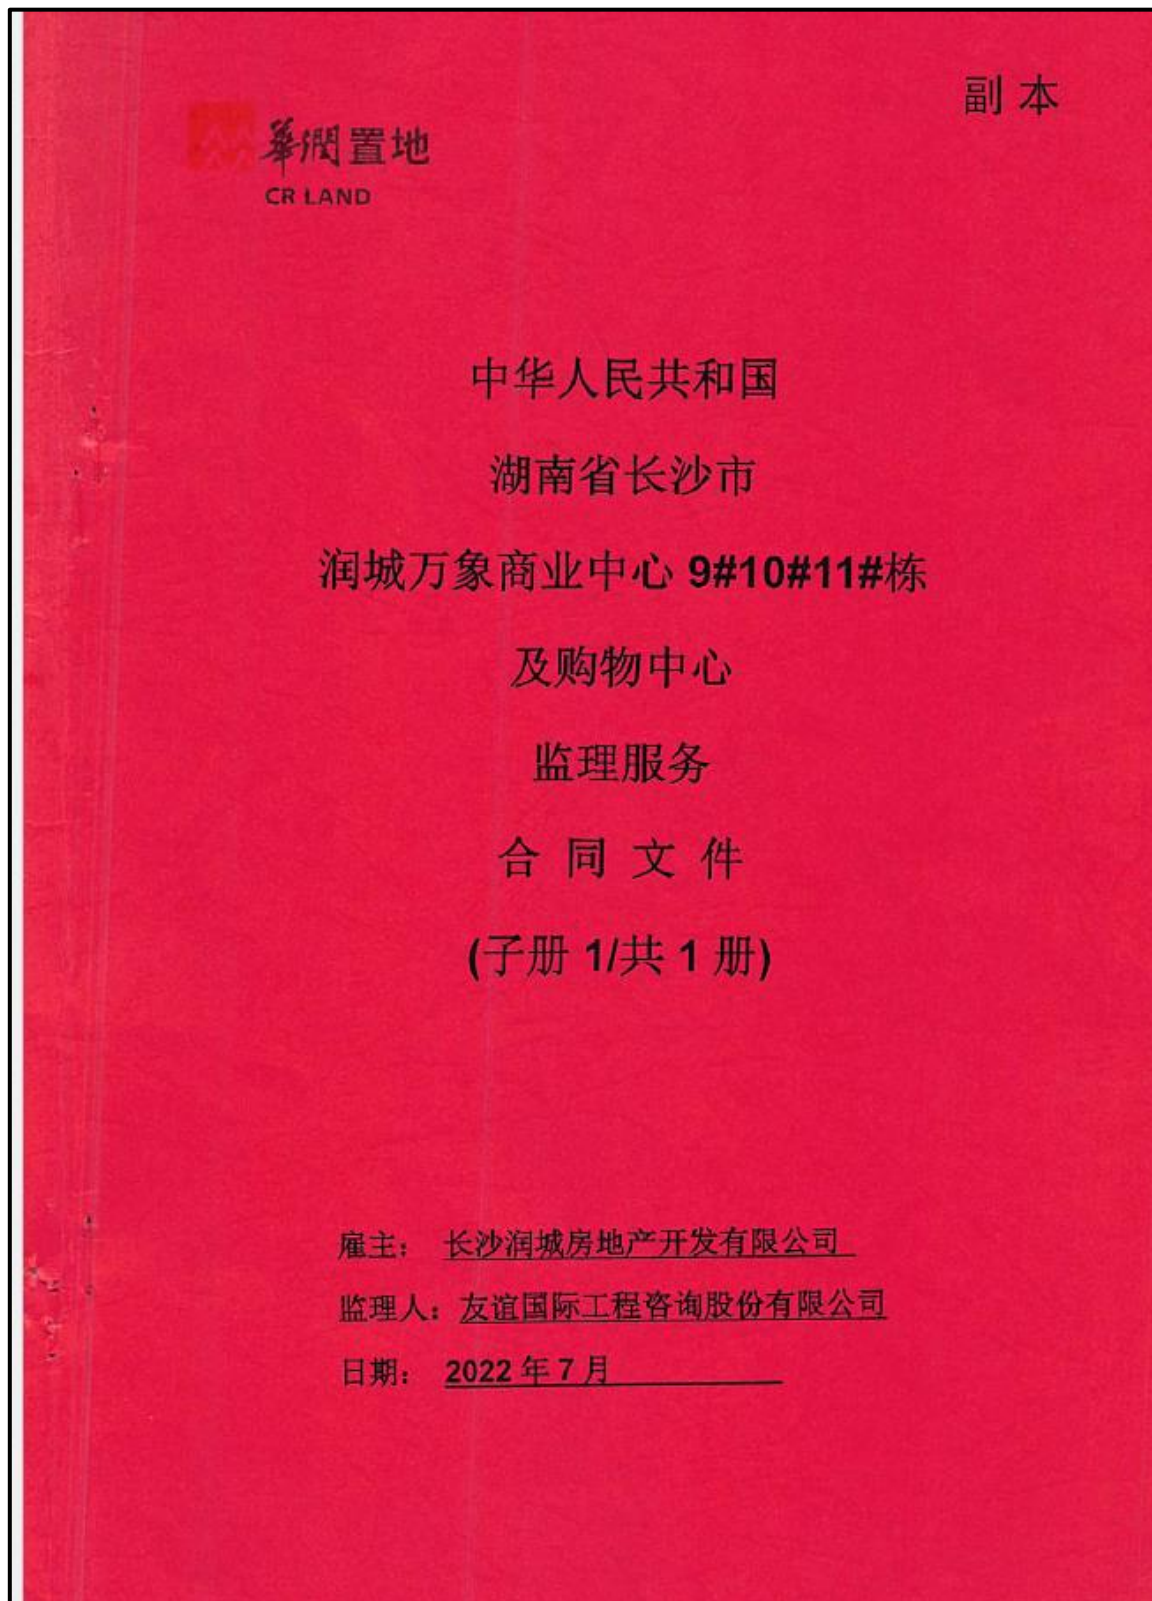 副 本
華潤置地
CR LAND
中华人民共和国
湖南省长沙市
润城万象商业中心 9#10#11#栋
及购物中心
监理服务
合 同 文 件
(子册 1/共 1 册)
雇主： 长沙润城房地产开发有限公司
监理人：友谊国际工程咨询股份有限公司
日期： 2022 年 7 月